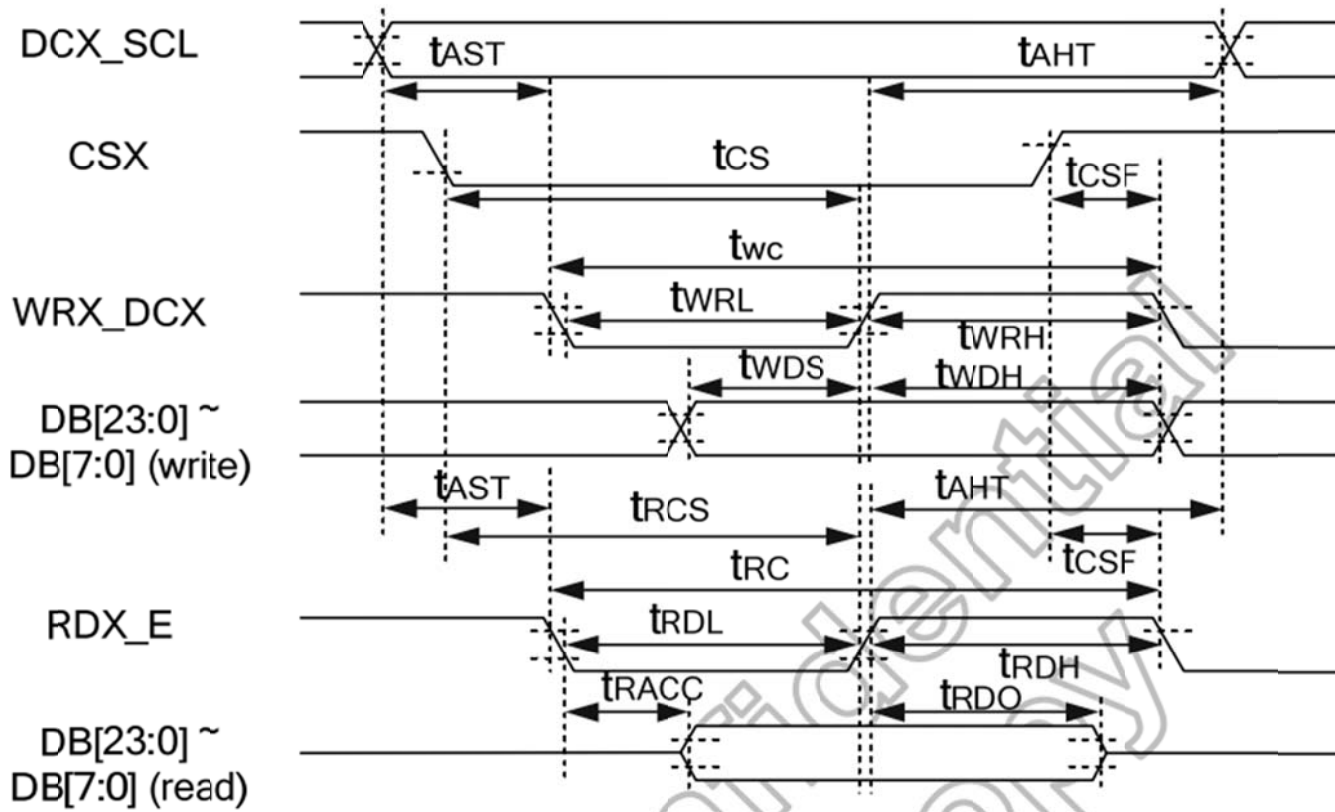 DCX_SCL
tAST
tAHT
CSX
tCS
tCSF
twc
WRX_DCX
tWRL
tWRH
tWDS
tWDH
DB[23:0] ~
DB[7:0] (write)
tAST
tAHT
tRCS
tCSF
tRC
RDX_E
tRDL
tRDH
tRACC
tRDO
DB[23:0] ~
DB[7:0] (read)